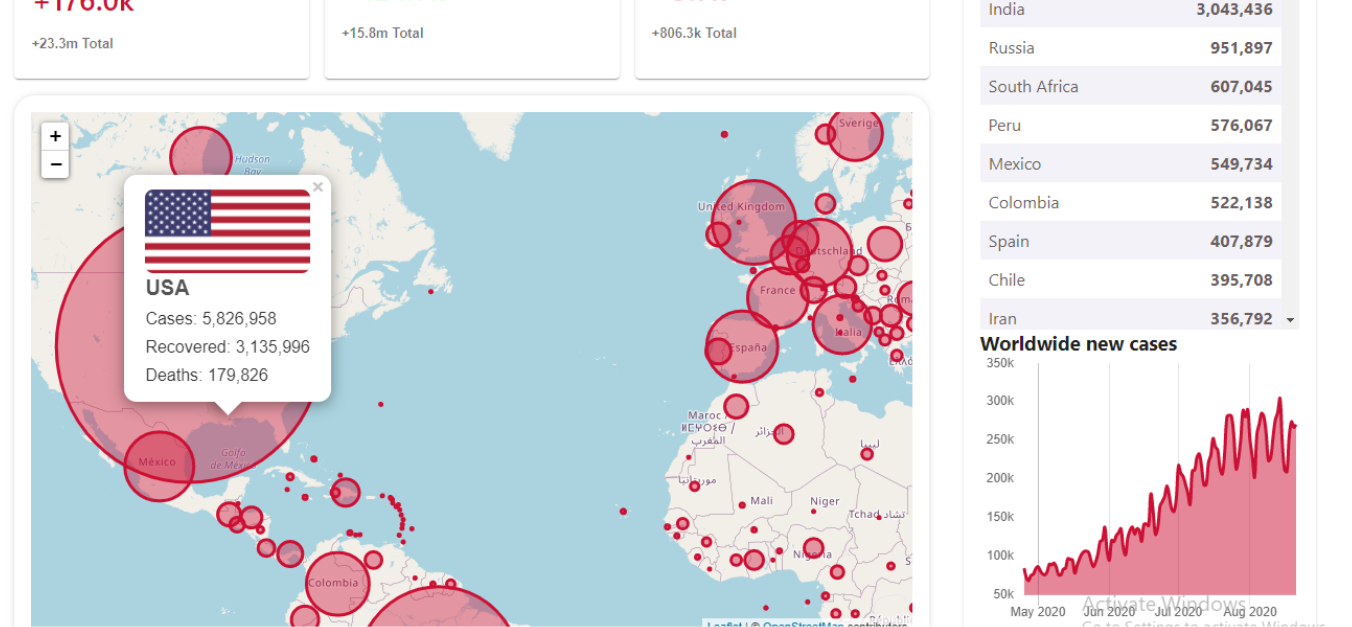 +176.0k
+23.3m Total
+15.8m Total
+806.3k Total
+
−
Hudson
Bay
×
USA
Cases: 5,826,958
Recovered: 3,135,996
Deaths: 179,826
Sverige
United Kingdom
Deutschland
France
Italia
España
Maroc /
ⵍⵎⵖⵔⵉⴱ /
المغرب
الجزائر
ليبيا
موريتانيا
Mali
Niger
Tchad تشاد
Nigeria
México
Golfo
de México
Colombia
Leaflet | © OpenStreetMap contributors
India 3,043,436
Russia 951,897
South Africa 607,045
Peru 576,067
Mexico 549,734
Colombia 522,138
Spain 407,879
Chile 395,708
Iran 356,792
Worldwide new cases
350k
300k
250k
200k
150k
100k
50k
May 2020 Jun 2020 Jul 2020 Aug 2020
Activate Windows
Go to Settings to activate Windows.